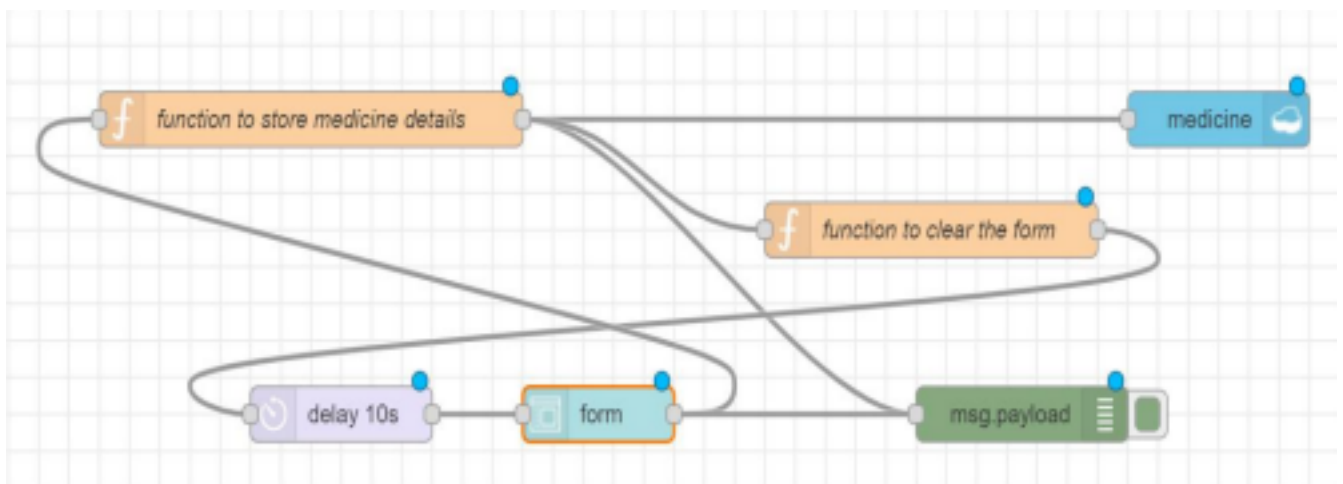 function to store medicine details
medicine
function to clear the form
delay 10s
form
msg.payload